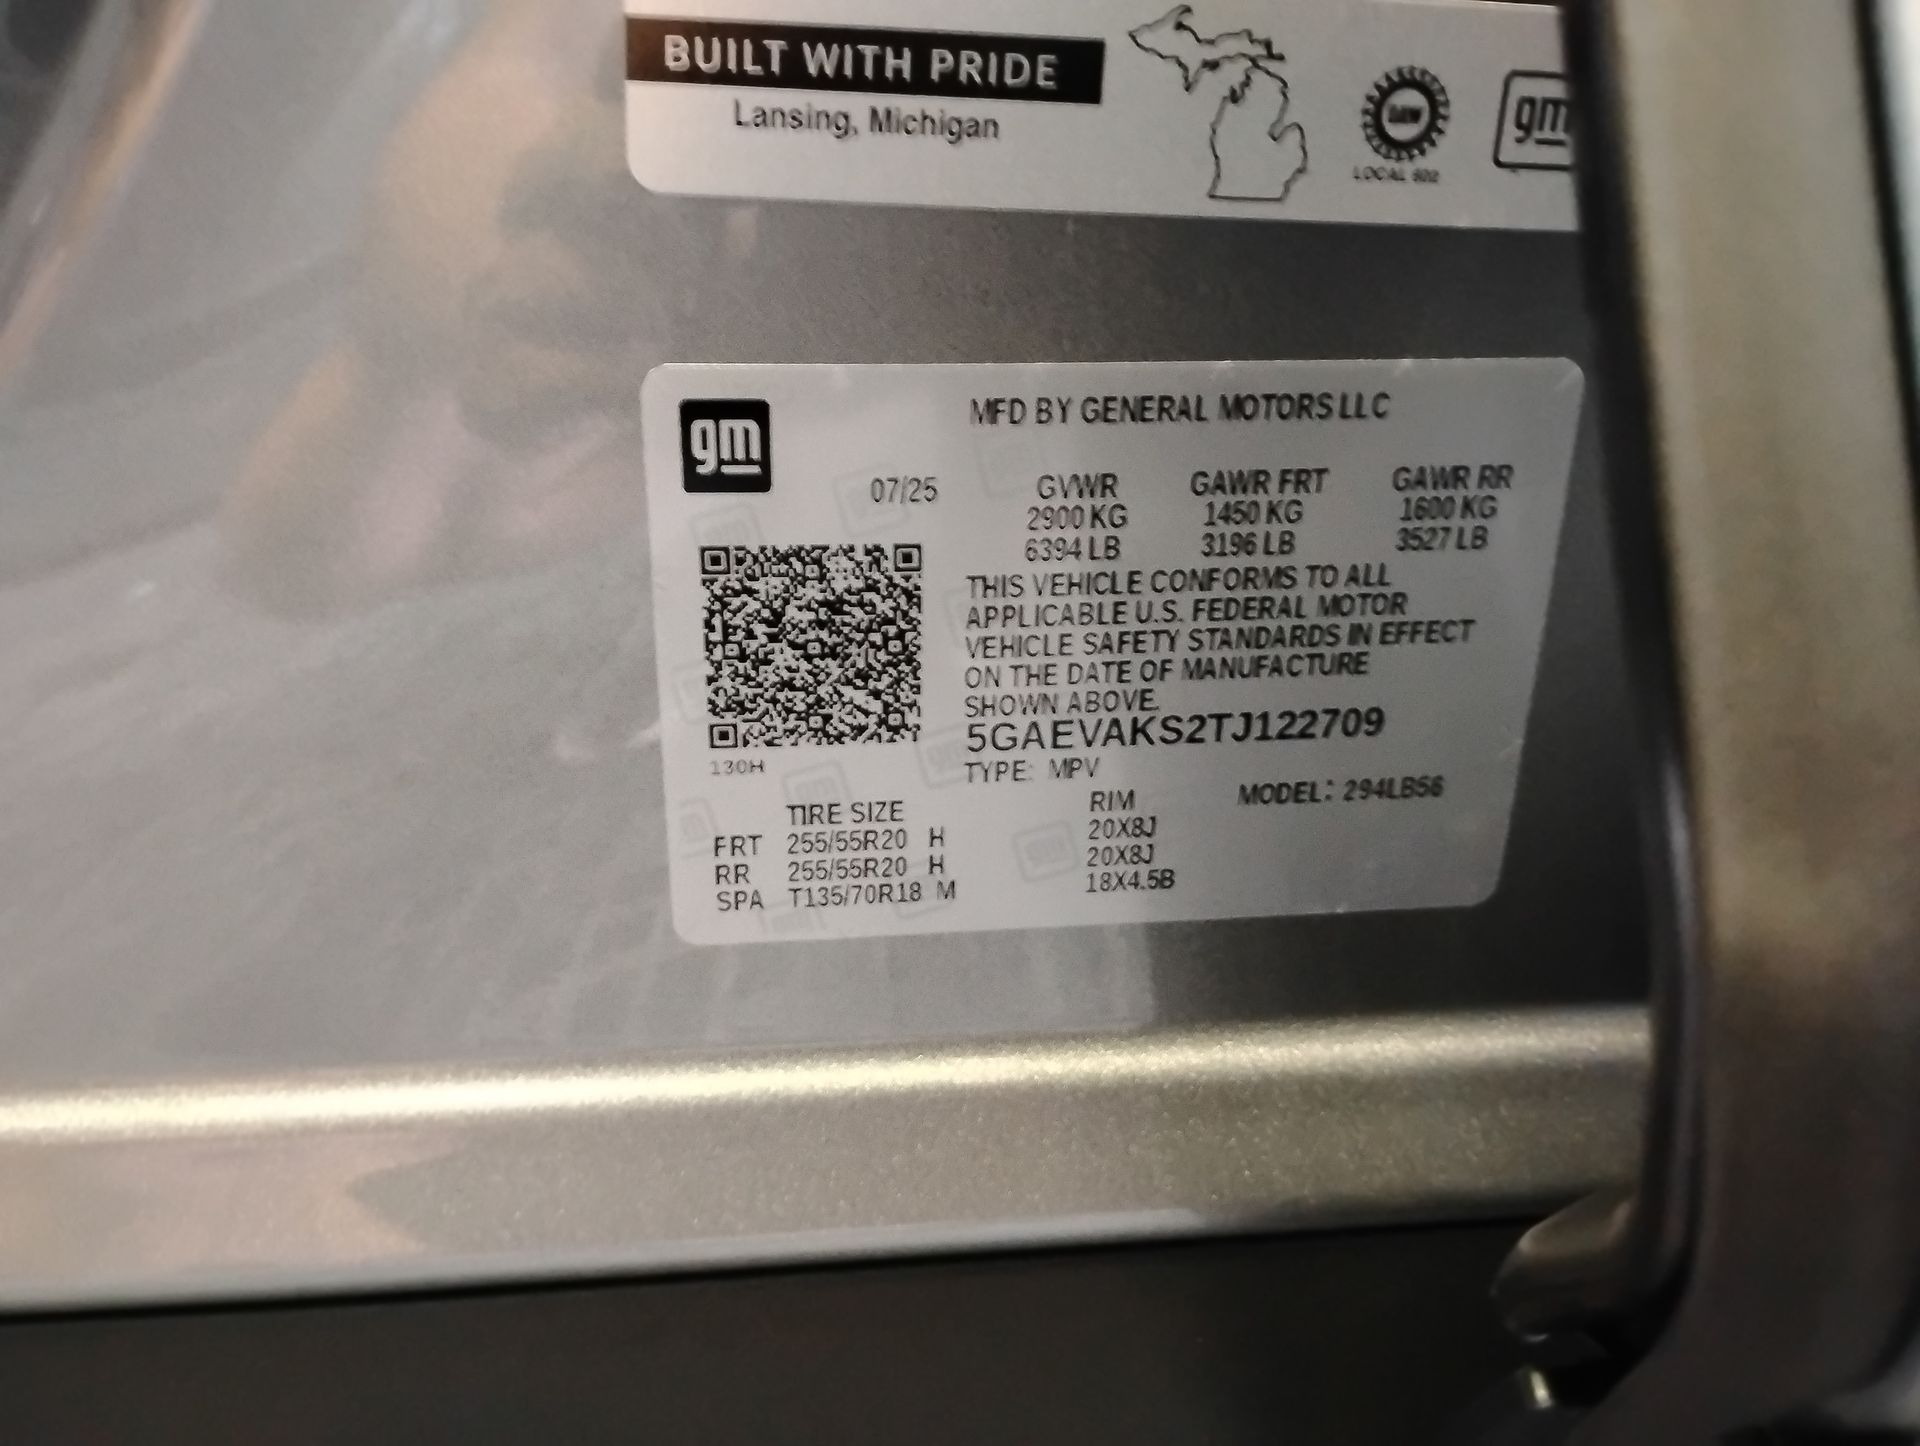 BUILT WITH PRIDE
Lansing, Michigan
UAW
LOCAL 602
gm
gm
MFD BY GENERAL MOTORS LLC
07/25 GVWR GAWR FRT GAWR RR
2900 KG 1450 KG 1600 KG
6394 LB 3196 LB 3527 LB
THIS VEHICLE CONFORMS TO ALL
APPLICABLE U.S. FEDERAL MOTOR
VEHICLE SAFETY STANDARDS IN EFFECT
ON THE DATE OF MANUFACTURE
SHOWN ABOVE.
5GAEVAKS2TJ122709
130H
TYPE: MPV
MODEL: 294LB56
TIRE SIZE RIM
FRT 255/55R20 H 20X8J
RR 255/55R20 H 20X8J
SPA T135/70R18 M 18X4.5B